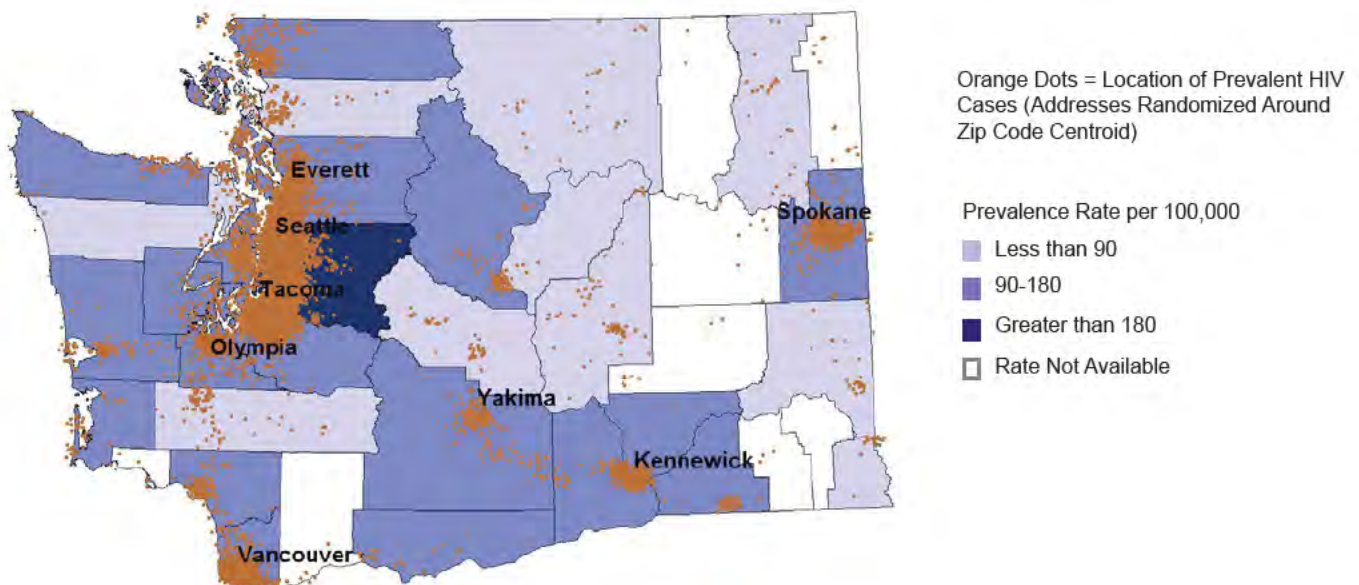 Everett
Seattle
Tacoma
Olympia
Yakima
Kennewick
Vancouver
Spokane
Orange Dots = Location of Prevalent HIV
Cases (Addresses Randomized Around
Zip Code Centroid)
Prevalence Rate per 100,000
Less than 90
90-180
Greater than 180
Rate Not Available